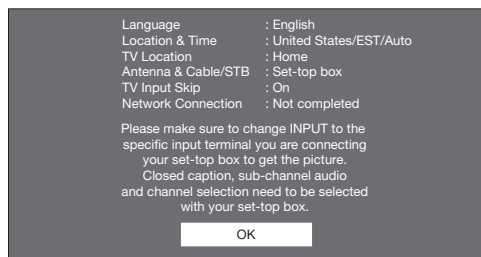 Language : English
Location & Time : United States/EST/Auto
TV Location : Home
Antenna & Cable/STB : Set-top box
TV Input Skip : On
Network Connection : Not completed
Please make sure to change INPUT to the
specific input terminal you are connecting
your set-top box to get the picture.
Closed caption, sub-channel audio
and channel selection need to be selected
with your set-top box.
OK